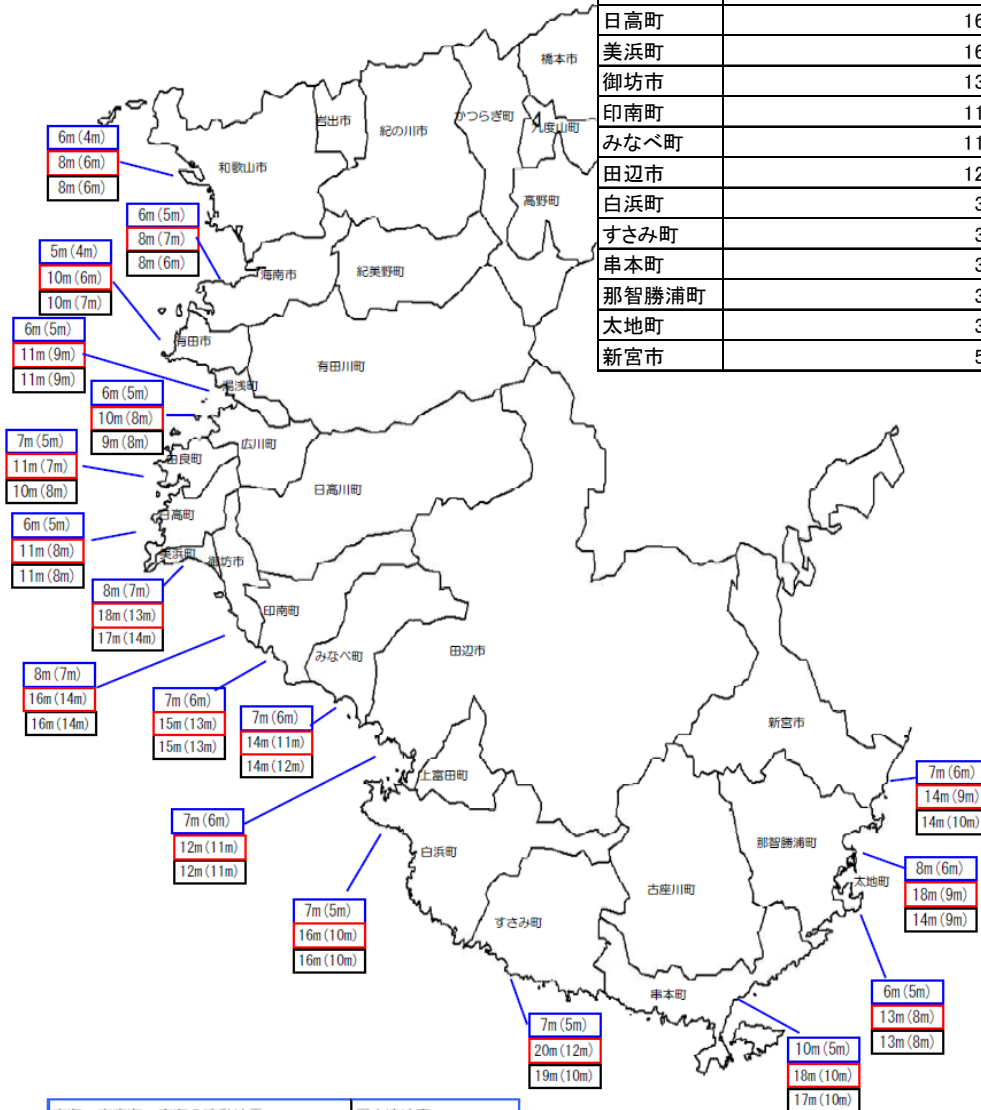 日高町 16
美浜町 16
御坊市 13
印南町 11
みなべ町 11
田辺市 12
白浜町 3
すさみ町 3
串本町 3
那智勝浦町 3
太地町 3
新宮市 5
橋本市
岩出市
紀の川市
かつらぎ町
九度山町
和歌山市
高野町
6m(4m)
8m(6m)
8m(6m)
6m(5m)
8m(7m)
8m(6m)
海南市
紀美野町
5m(4m)
10m(6m)
10m(7m)
有田市
有田川町
6m(5m)
11m(9m)
11m(9m)
湯浅町
6m(5m)
10m(8m)
9m(8m)
広川町
7m(5m)
11m(7m)
10m(8m)
由良町
日高川町
日高町
6m(5m)
11m(8m)
11m(8m)
美浜町
御坊市
8m(7m)
18m(13m)
17m(14m)
印南町
みなべ町
田辺市
8m(7m)
16m(14m)
16m(14m)
7m(6m)
15m(13m)
15m(13m)
7m(6m)
14m(11m)
14m(12m)
新宮市
上富田町
7m(6m)
14m(9m)
14m(10m)
7m(6m)
12m(11m)
12m(11m)
白浜町
那智勝浦町
太地町
8m(6m)
18m(9m)
14m(9m)
古座川町
すさみ町
7m(5m)
16m(10m)
16m(10m)
串本町
6m(5m)
13m(8m)
13m(8m)
7m(5m)
20m(12m)
19m(10m)
10m(5m)
18m(10m)
17m(10m)